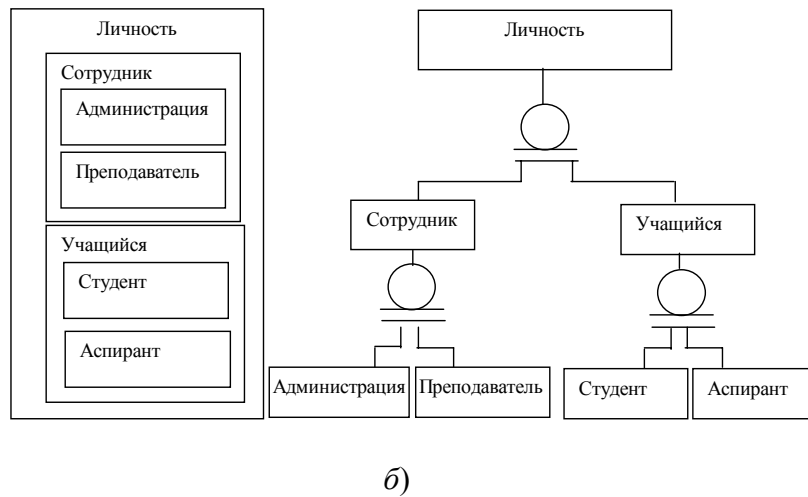 Личность
Сотрудник
Администрация
Преподаватель
Учащийся
Студент
Аспирант
Личность
Сотрудник
Учащийся
Администрация
Преподаватель
Студент
Аспирант
б)